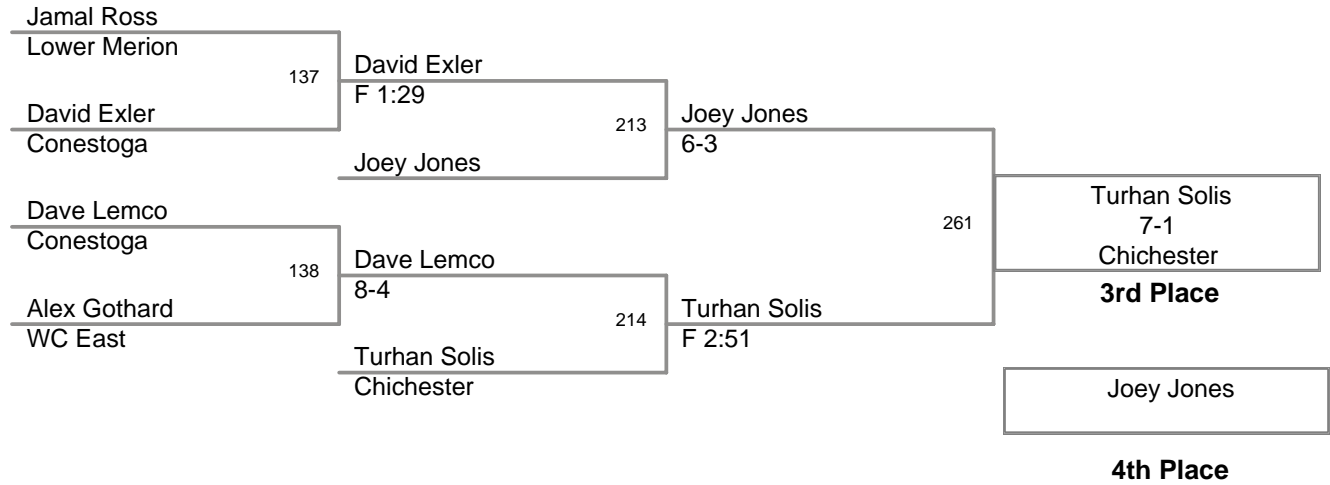 Jamal Ross
Lower Merion
137
David Exler
F 1:29
David Exler
Conestoga
213
Joey Jones
6-3
Joey Jones
Dave Lemco
Conestoga
138
Dave Lemco
8-4
Alex Gothard
WC East
214
Turhan Solis
F 2:51
Turhan Solis
Chichester
261
Turhan Solis
7-1
Chichester
3rd Place
Joey Jones
4th Place